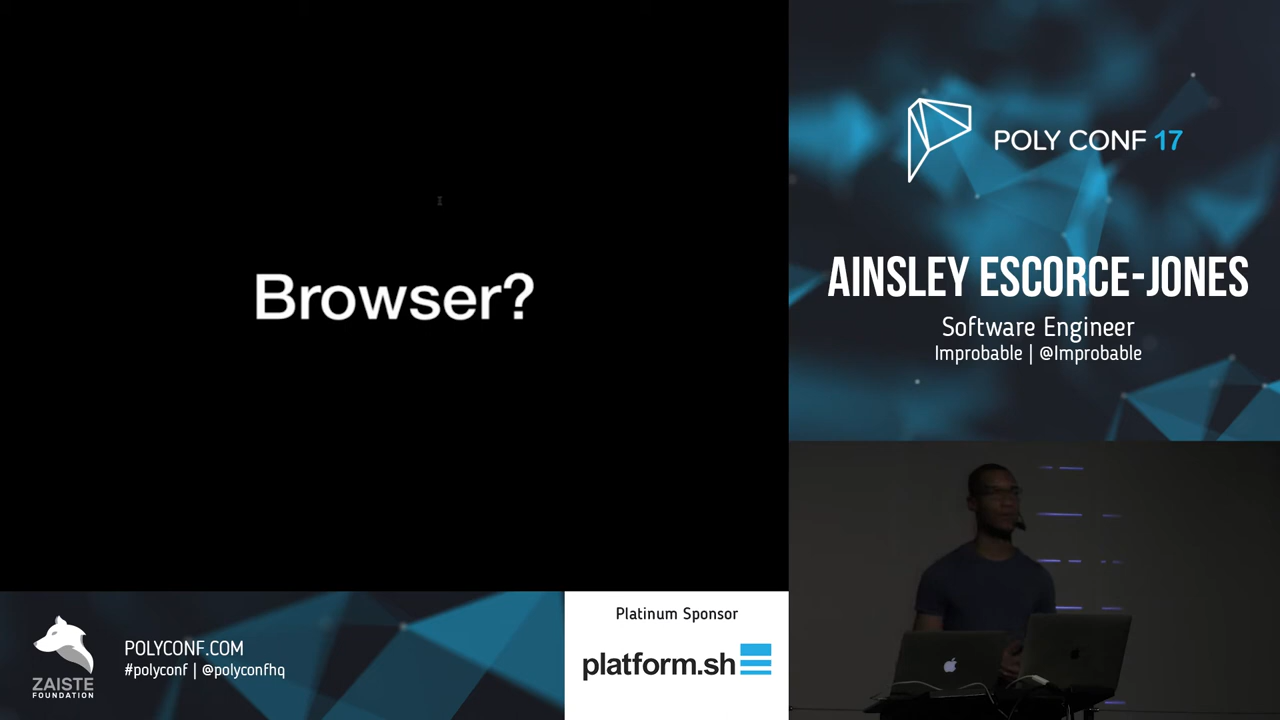 Browser?
POLY CONF 17
AINSLEY ESCORCE-JONES
Software Engineer
Improbable | @Improbable
ZAISTE
FOUNDATION
POLYCONF.COM
#polyconf | @polyconfhq
Platinum Sponsor
platform.sh